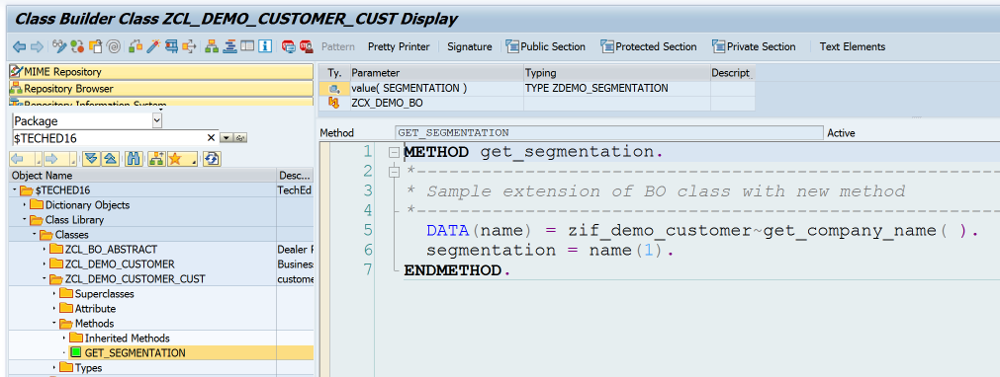 Class Builder Class ZCL_DEMO_CUSTOMER_CUST Display
Pattern Pretty Printer Signature Public Section Protected Section Private Section Text Elements
MIME Repository
Repository Browser
Repository Information System
Package
$TECHED16
Object Name Desc...
$TECHED16 TechEd
Dictionary Objects
Class Library
Classes
ZCL_BO_ABSTRACT Dealer F
ZCL_DEMO_CUSTOMER Business
ZCL_DEMO_CUSTOMER_CUST custome
Superclasses
Attribute
Methods
Inherited Methods
GET_SEGMENTATION
Types
Ty. Parameter Typing Descript
value( SEGMENTATION ) TYPE ZDEMO_SEGMENTATION
ZCX_DEMO_BO
Method GET_SEGMENTATION Active
1 METHOD get_segmentation.
2 *------------------------------------------------------------
3 * Sample extension of BO class with new method
4 *------------------------------------------------------------
5 DATA(name) = zif_demo_customer~get_company_name( ).
6 segmentation = name(1).
7 ENDMETHOD.